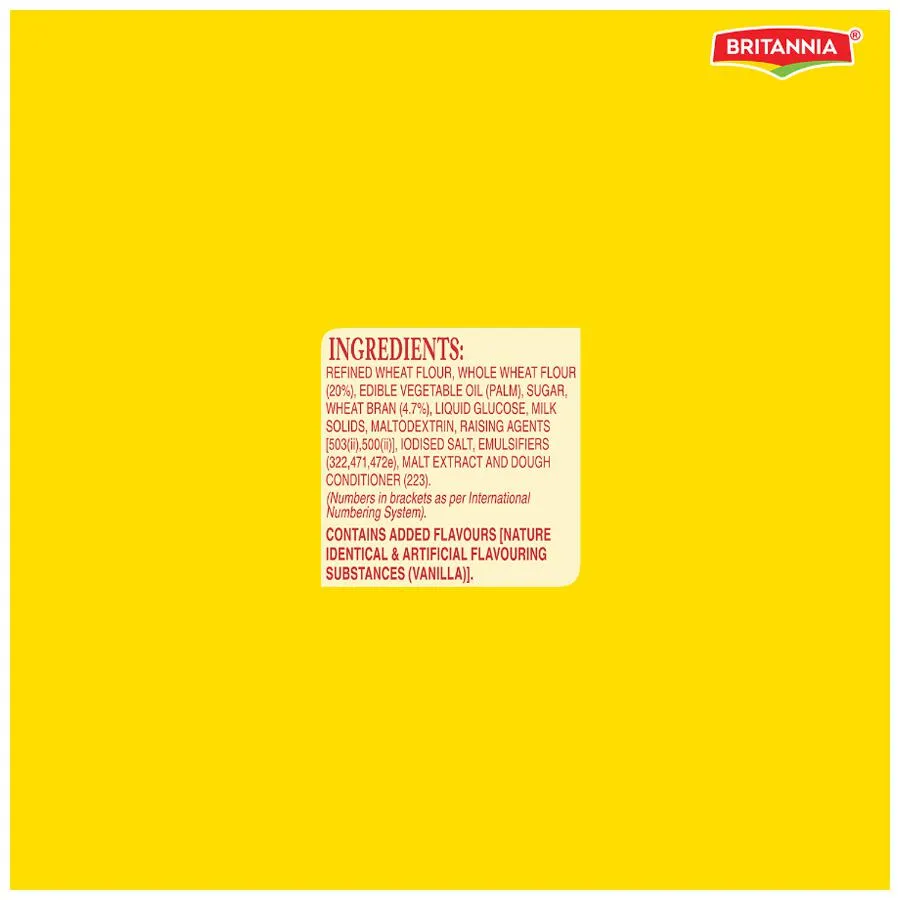 BRITANNIA®
INGREDIENTS:
REFINED WHEAT FLOUR, WHOLE WHEAT FLOUR
(20%), EDIBLE VEGETABLE OIL (PALM), SUGAR,
WHEAT BRAN (4.7%), LIQUID GLUCOSE, MILK
SOLIDS, MALTODEXTRIN, RAISING AGENTS
[503(ii),500(ii)], IODISED SALT, EMULSIFIERS
(322,471,472e), MALT EXTRACT AND DOUGH
CONDITIONER (223).
(Numbers in brackets as per International
Numbering System).
CONTAINS ADDED FLAVOURS [NATURE
IDENTICAL & ARTIFICIAL FLAVOURING
SUBSTANCES (VANILLA)].